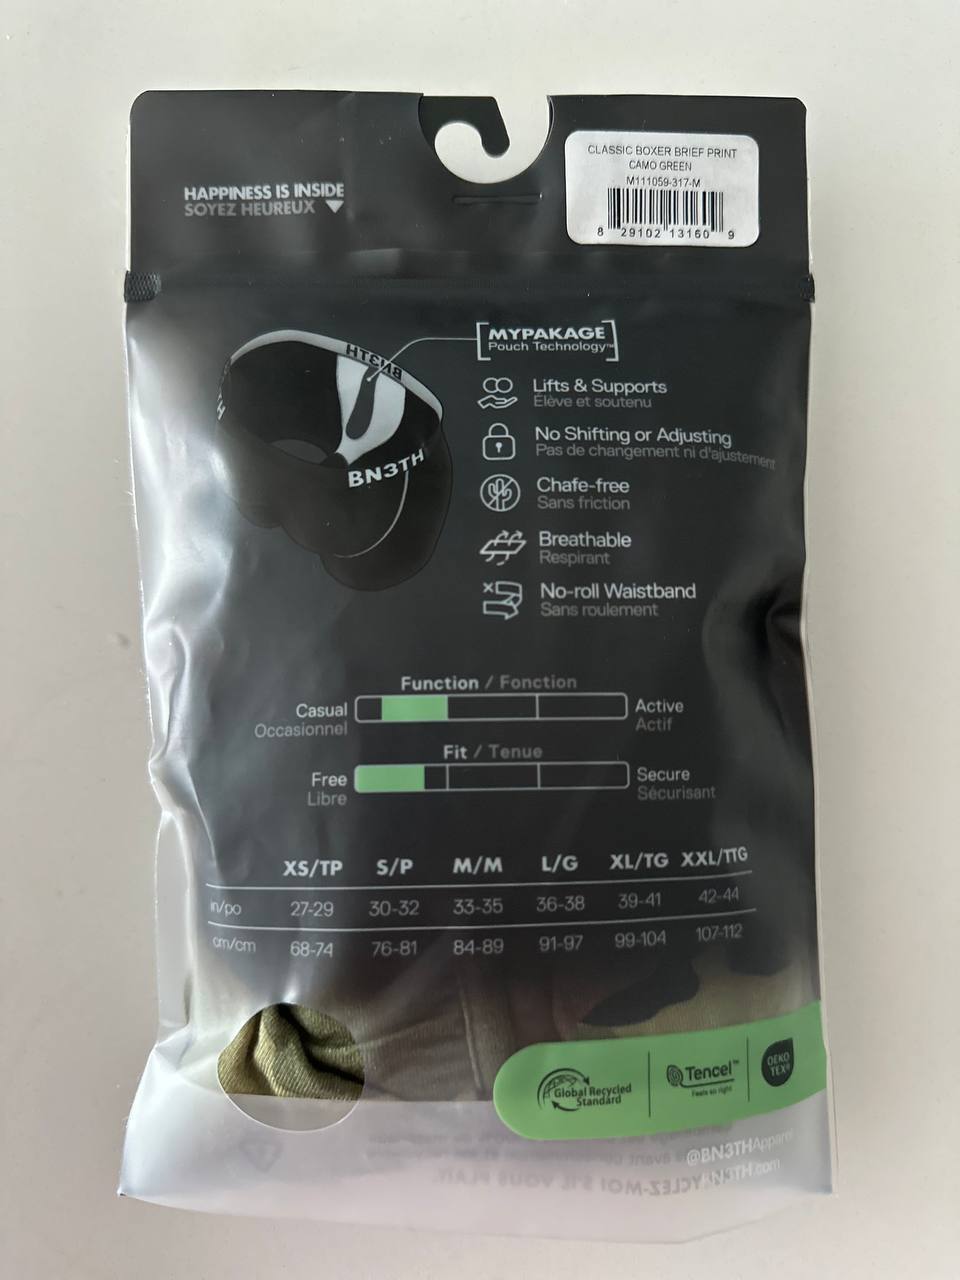 CLASSIC BOXER BRIEF PRINT
CAMO GREEN
M111059-317-M
8 29102 13160 9
HAPPINESS IS INSIDE
SOYEZ HEUREUX
MYPAKAGE
Pouch Technology™
BN3TH
BN3TH
Lifts & Supports
Élève et soutenu
No Shifting or Adjusting
Pas de changement ni d'ajustement
Chafe-free
Sans friction
Breathable
Respirant
No-roll Waistband
Sans roulement
Function / Fonction
Casual Active
Occasionnel Actif
Fit / Tenue
Free Secure
Libre Sécurisant
XS/TP S/P M/M L/G XL/TG XXL/TTG
in/po 27-29 30-32 33-35 36-38 39-41 42-44
cm/cm 68-74 76-81 84-89 91-97 99-104 107-112
Global Recycled
Standard
Tencel™
Feels so right
OEKO
TEX®
@BN3THApparel
BN3TH.com